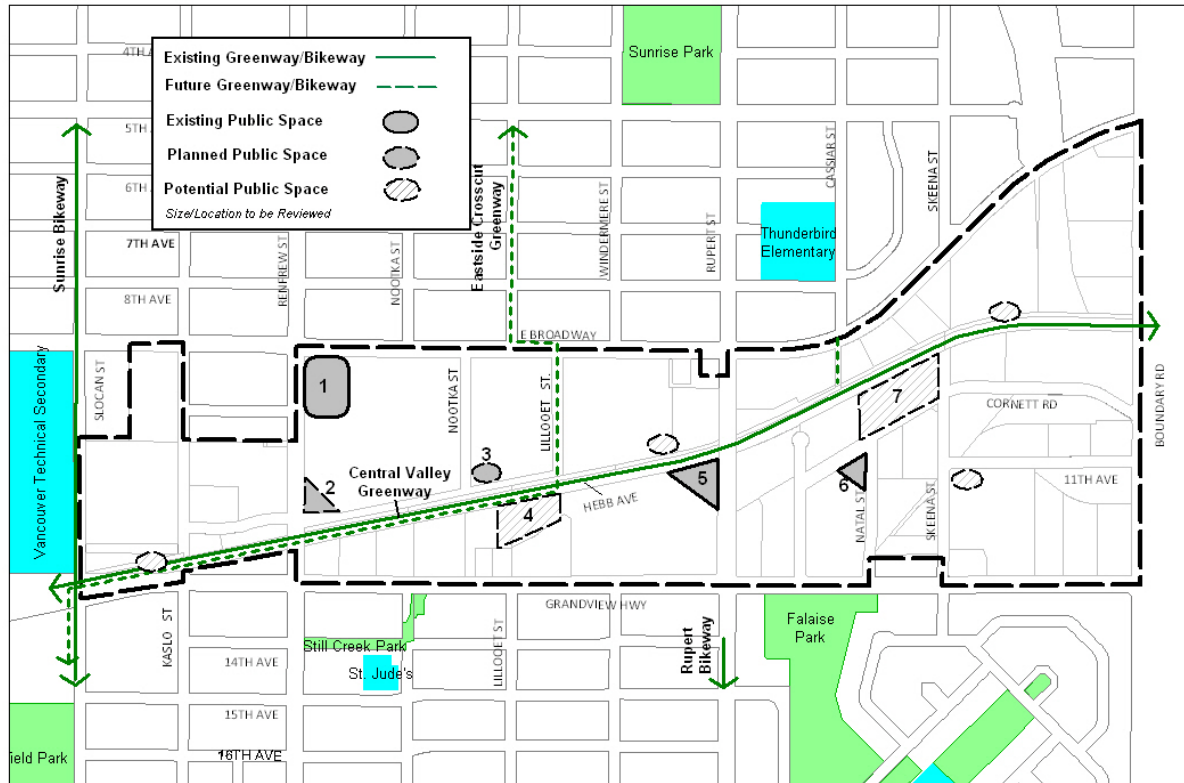 Sunrise Park
4TH A
Existing Greenway/Bikeway
Future Greenway/Bikeway
Existing Public Space
5TH A
Planned Public Space
6TH A
Potential Public Space
Size/Location to be Reviewed
7TH AVE
8TH AVE
Sunrise Bikeway
RENFREW ST
NOOTKA ST
Eastside Crosscut
Greenway
WINDERMERE ST
RUPERT ST
CASSIAR ST
SKEENA ST
Thunderbird
Elementary
E BROADWAY
Vancouver Technical Secondary
SLOCAN ST
1
NOOTKA ST
LILLOOET ST.
7
CORNETT RD
BOUNDARY RD
3
Central Valley
Greenway
2
5
6
11TH AVE
4
HEBB AVE
NATAL ST
SKEENA ST
GRANDVIEW HWY
KASLO ST
Still Creek Park
St. Jude's
LILLOOET ST
Rupert
Bikeway
Falaise
Park
14TH AVE
15TH AVE
16TH AVE
field Park